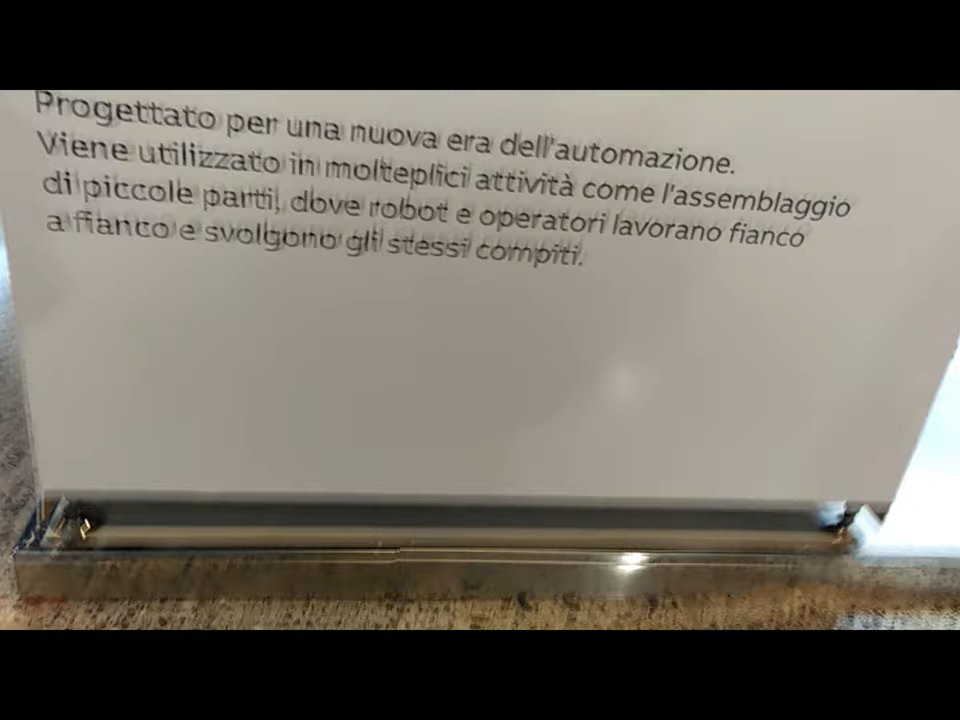 Progettato per una nuova era dell'automazione.
Viene utilizzato in molteplici attività come l'assemblaggio
di piccole parti, dove robot e operatori lavorano fianco
a fianco e svolgono gli stessi compiti.